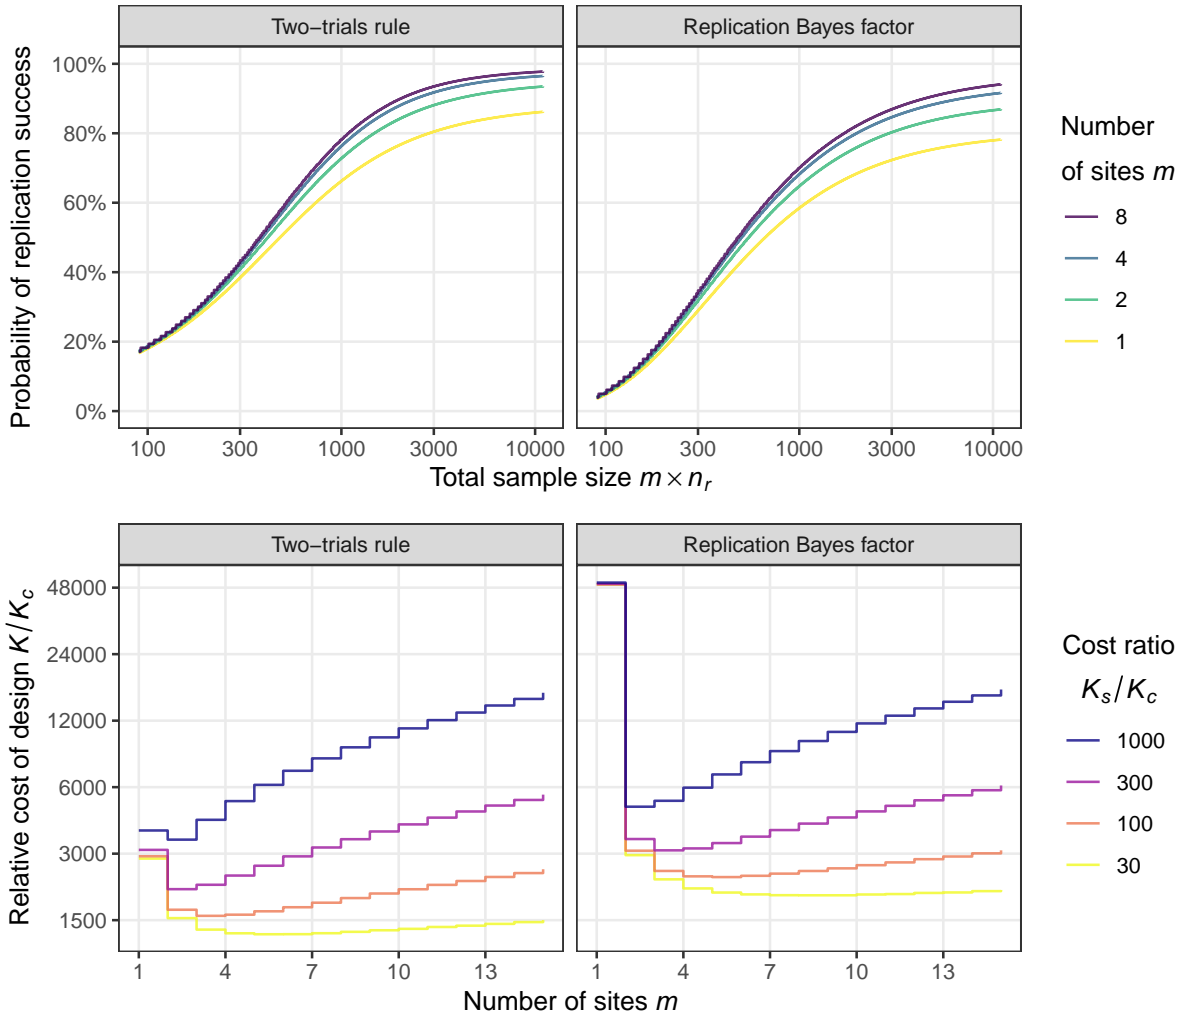 Two−trials rule
Replication Bayes factor
Probability of replication success
100%
80%
60%
40%
20%
0%
100 300 1000 3000 10000
100 300 1000 3000 10000
Total sample size m × n_r
Number
of sites m
8
4
2
1
Two−trials rule
Replication Bayes factor
Relative cost of design K/K_c
48000
24000
12000
6000
3000
1500
1 4 7 10 13
1 4 7 10 13
Number of sites m
Cost ratio
K_s/K_c
1000
300
100
30